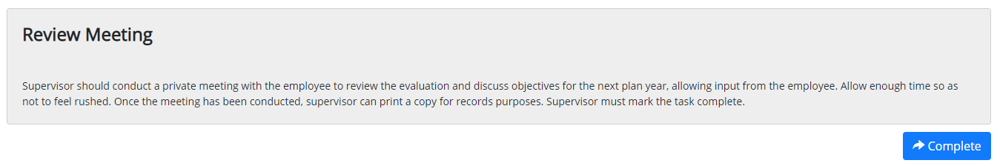 Review Meeting
Supervisor should conduct a private meeting with the employee to review the evaluation and discuss objectives for the next plan year, allowing input from the employee. Allow enough time so as
not to feel rushed. Once the meeting has been conducted, supervisor can print a copy for records purposes. Supervisor must mark the task complete.
Complete